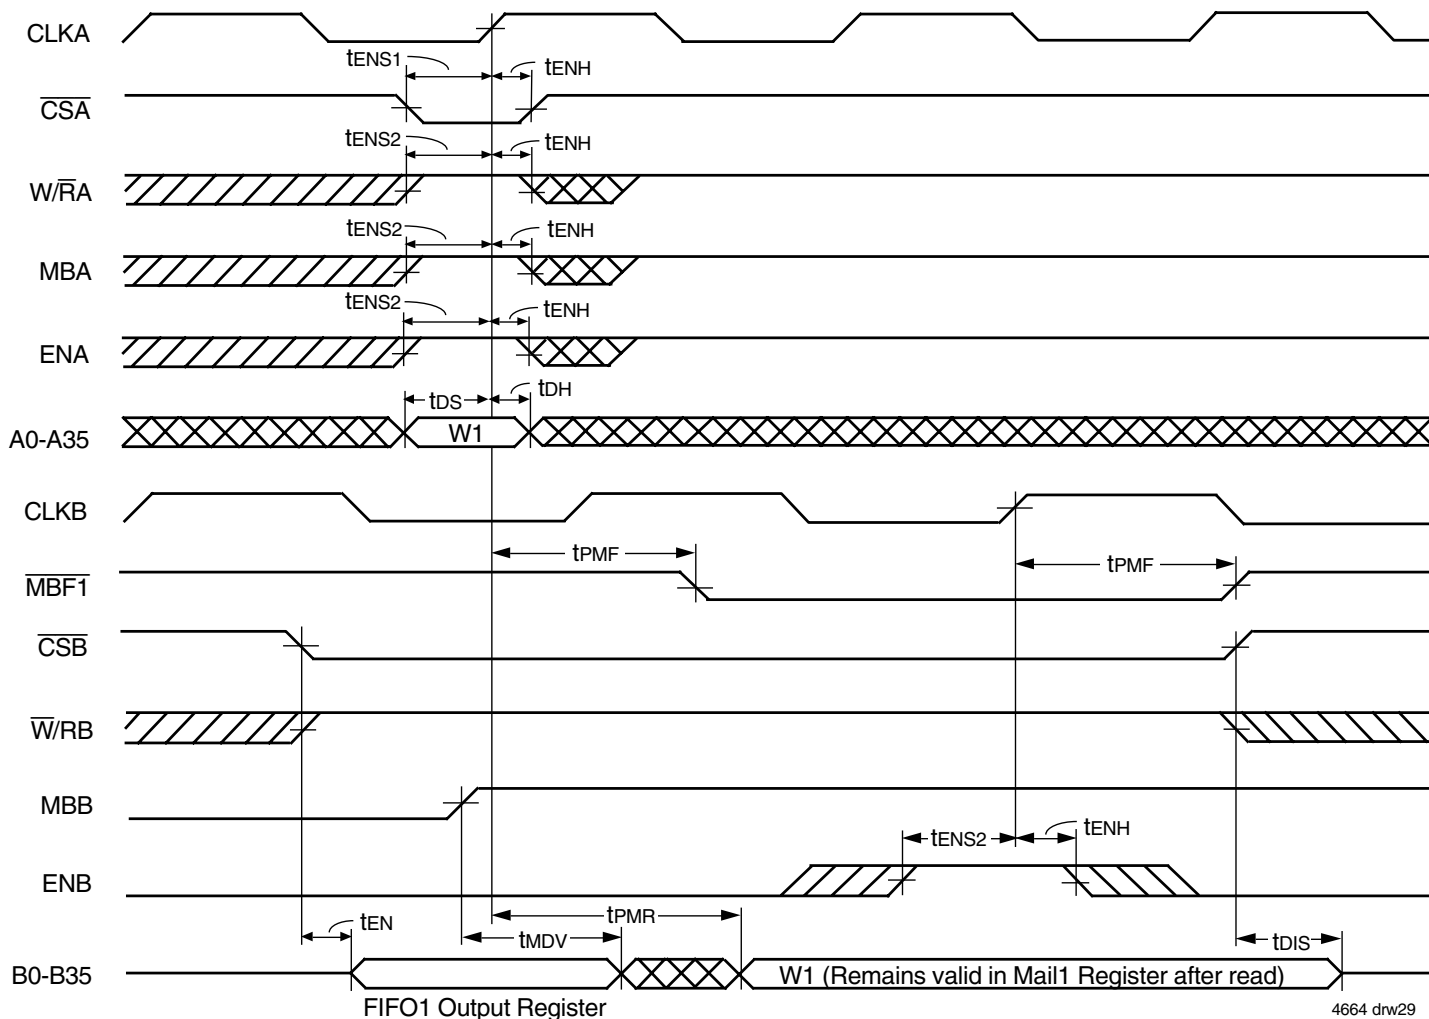 CLKA
tENS1
tENH
CSA
tENS2
tENH
W/RA
tENS2
tENH
MBA
tENS2
tENH
ENA
tDS
tDH
A0-A35
W1
CLKB
tPMF
tPMF
MBF1
CSB
W/RB
MBB
tENS2
tENH
ENB
tEN
tPMR
tMDV
tDIS
B0-B35
W1 (Remains valid in Mail1 Register after read)
FIFO1 Output Register
4664 drw29